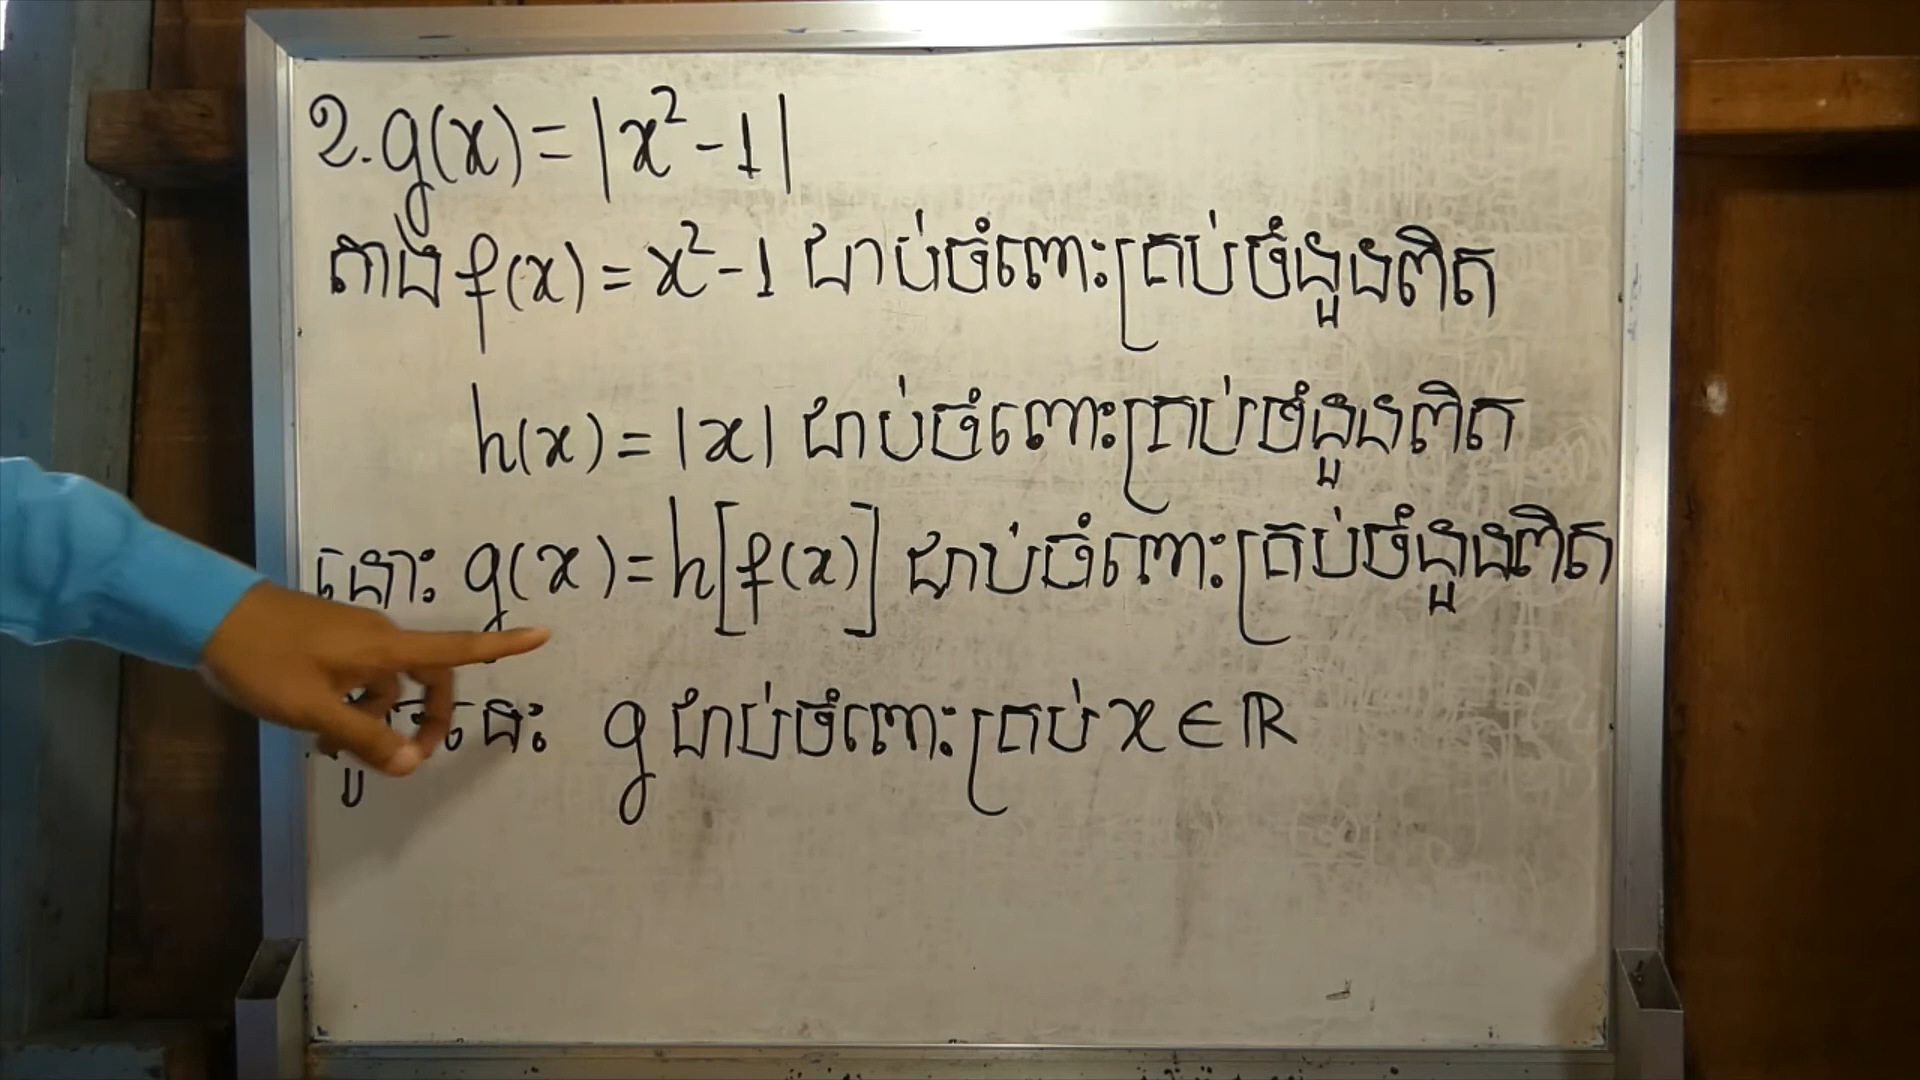 2. g(x) = |x² - 1|
តាង f(x) = x² - 1 ជាប់ចំពោះគ្រប់ចំនួនពិត
h(x) = |x| ជាប់ចំពោះគ្រប់ចំនួនពិត
នោះ g(x) = h[f(x)] ជាប់ចំពោះគ្រប់ចំនួនពិត
g ជាប់ចំពោះគ្រប់ x ∈ ℝ